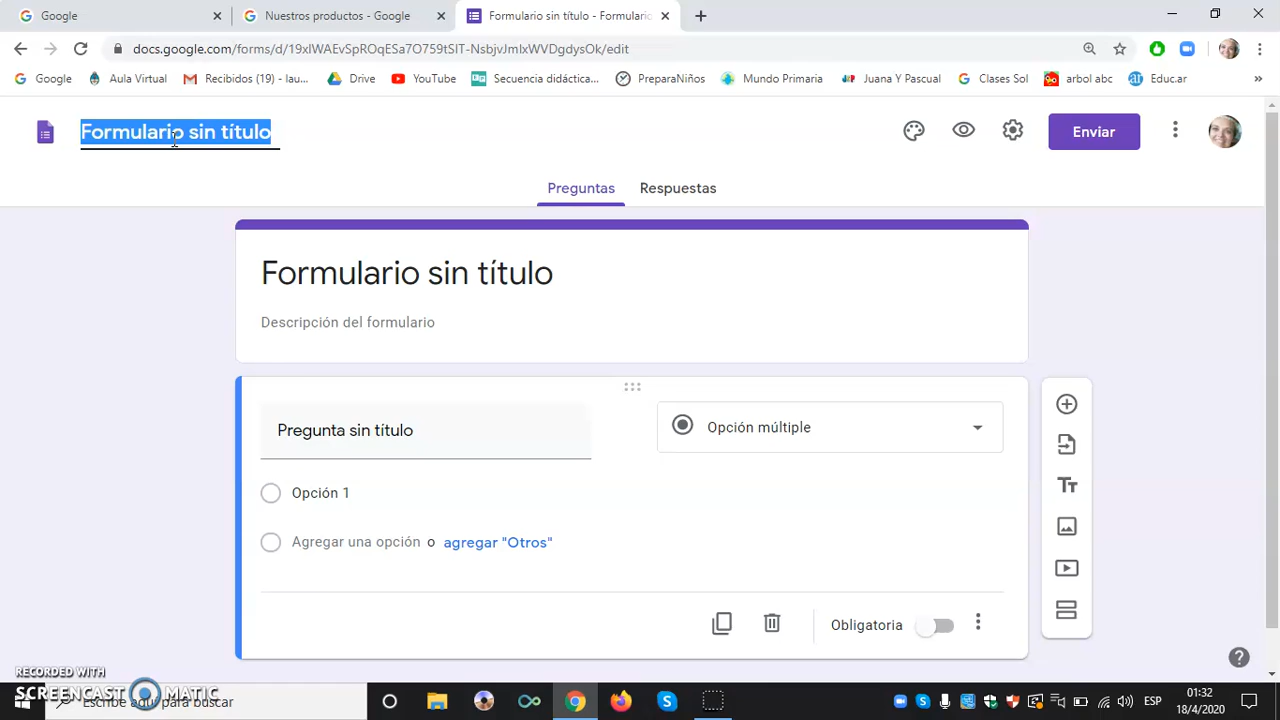 Google
Nuestros productos - Google
Formulario sin título - Formulario
docs.google.com/forms/d/19xIWAEvSpROqESa7O759tSIT-NsbjvJmIxWVDgdysOk/edit
Google
Aula Virtual
Recibidos (19) - lau...
Drive
YouTube
Secuencia didáctica...
PreparaNiños
Mundo Primaria
Juana Y Pascual
Clases Sol
arbol abc
Educ.ar
»
Formulario sin título
Enviar
Preguntas
Respuestas
Formulario sin título
Descripción del formulario
Pregunta sin título
Opción múltiple
Opción 1
Agregar una opción o agregar "Otros"
Obligatoria
RECORDED WITH
SCREENCAST MATIC
Escribe aquí para buscar
ESP
01:32
18/4/2020